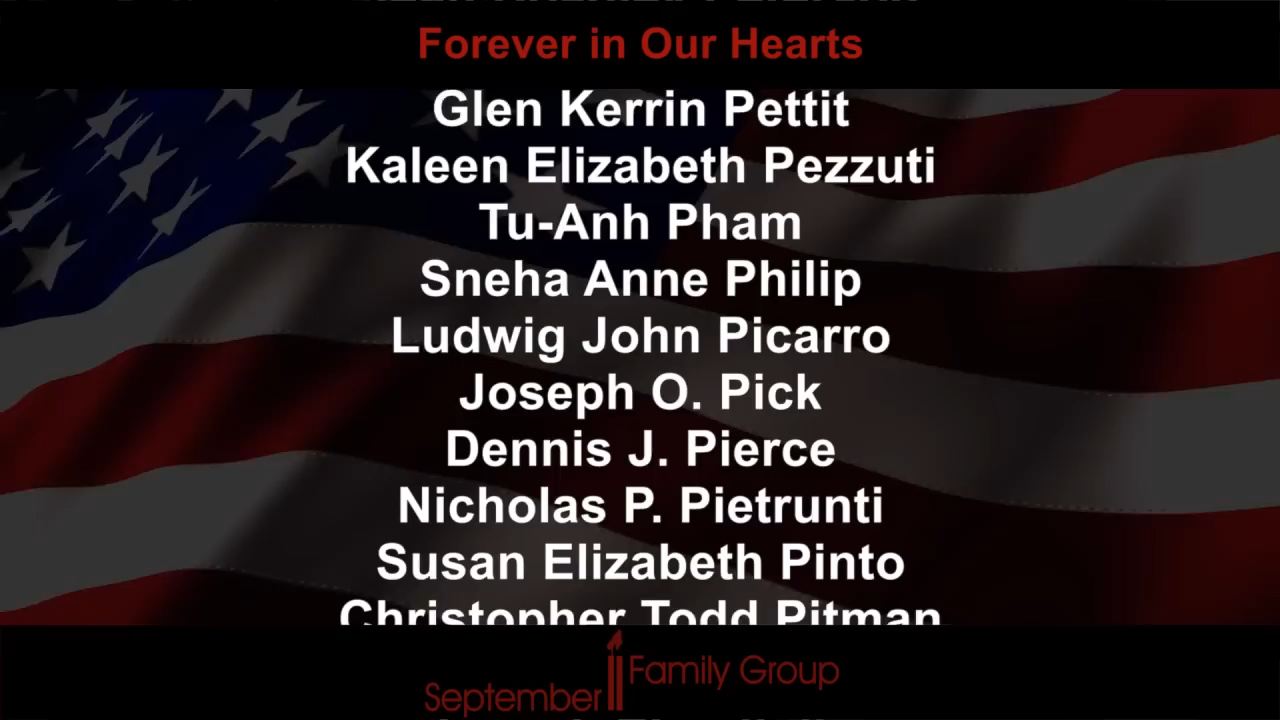 Forever in Our Hearts
Glen Kerrin Pettit
Kaleen Elizabeth Pezzuti
Tu-Anh Pham
Sneha Anne Philip
Ludwig John Picarro
Joseph O. Pick
Dennis J. Pierce
Nicholas P. Pietrunti
Susan Elizabeth Pinto
Christopher Todd Pitman
September 11 Family Group